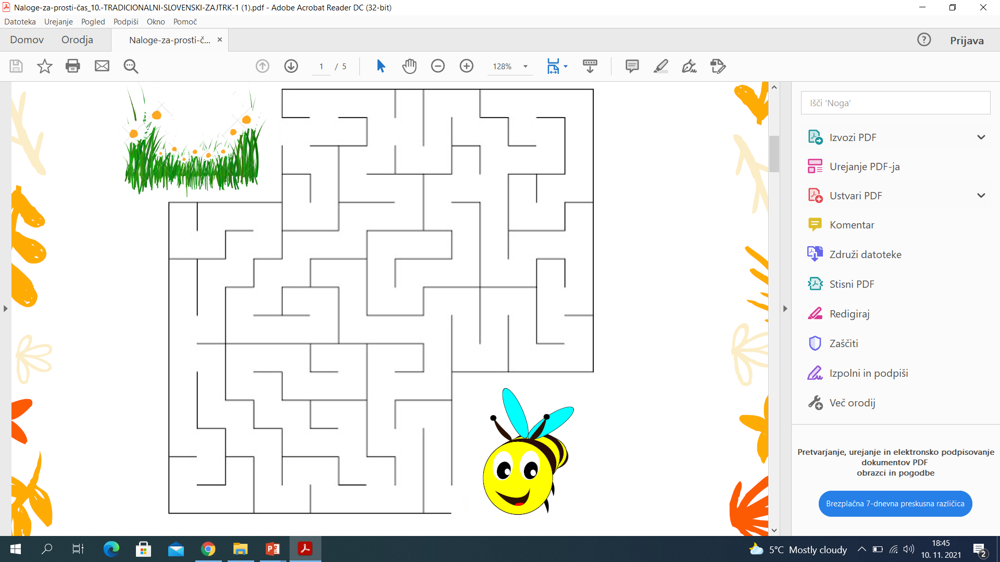 Naloge-za-prosti-čas_10.-TRADICIONALNI-SLOVENSKI-ZAJTRK-1 (1).pdf - Adobe Acrobat Reader DC (32-bit)
Datoteka Urejanje Pogled Podpiši Okno Pomoč
Domov Orodja Naloge-za-prosti-č... × ? Prijava
1 / 5 128%
Išči 'Noga'
Izvozi PDF
Urejanje PDF-ja
Ustvari PDF
Komentar
Združi datoteke
Stisni PDF
Redigiraj
Zaščiti
Izpolni in podpiši
Več orodij
Pretvarjanje, urejanje in elektronsko podpisovanje
dokumentov PDF
obrazci in pogodbe
Brezplačna 7-dnevna preskusna različica
5°C Mostly cloudy
18:45
10. 11. 2021
2